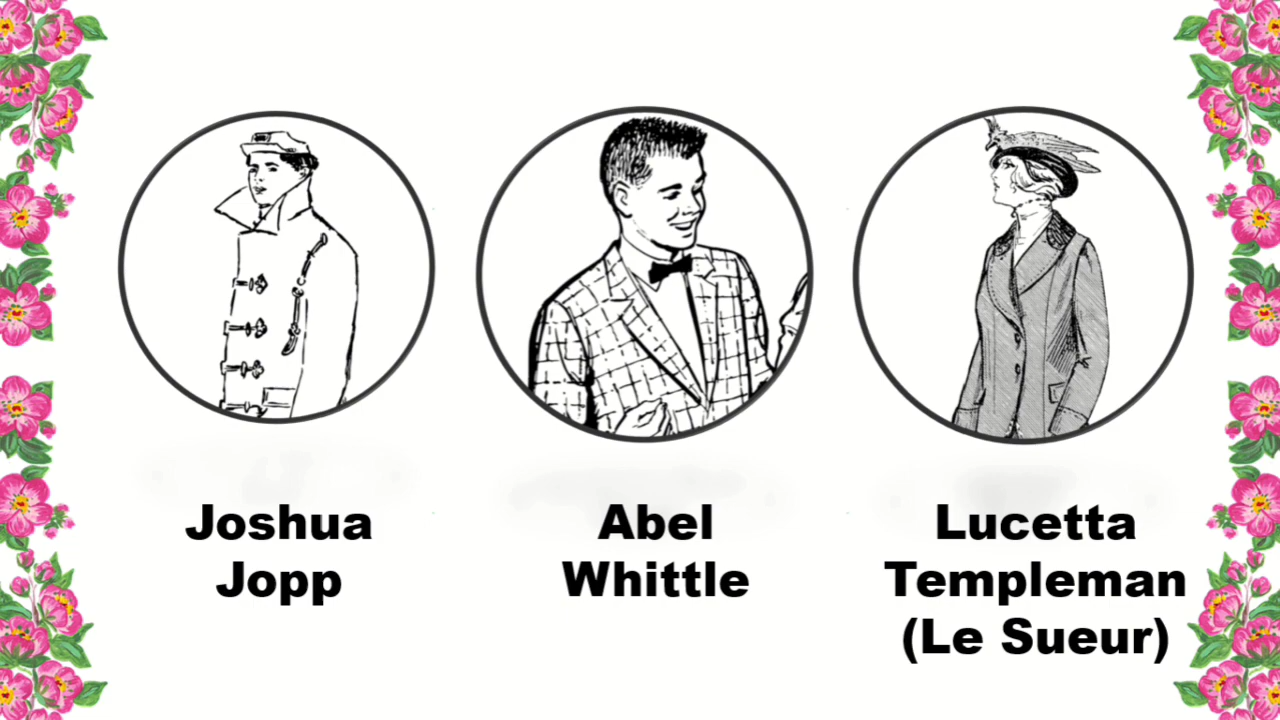 Joshua
Jopp
Abel
Whittle
Lucetta
Templeman
(Le Sueur)